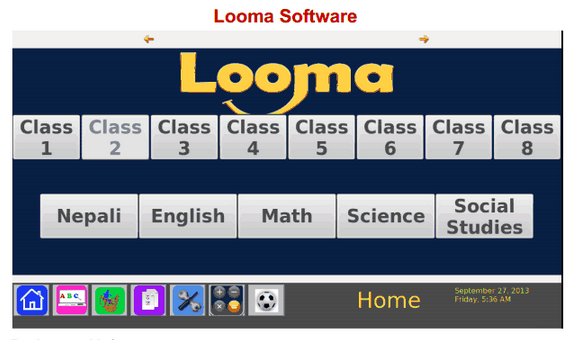 Looma Software
Looma
Class 1 Class 2 Class 3 Class 4 Class 5 Class 6 Class 7 Class 8
Nepali English Math Science Social Studies
A B C
Home
September 27, 2013
Friday, 5:36 AM